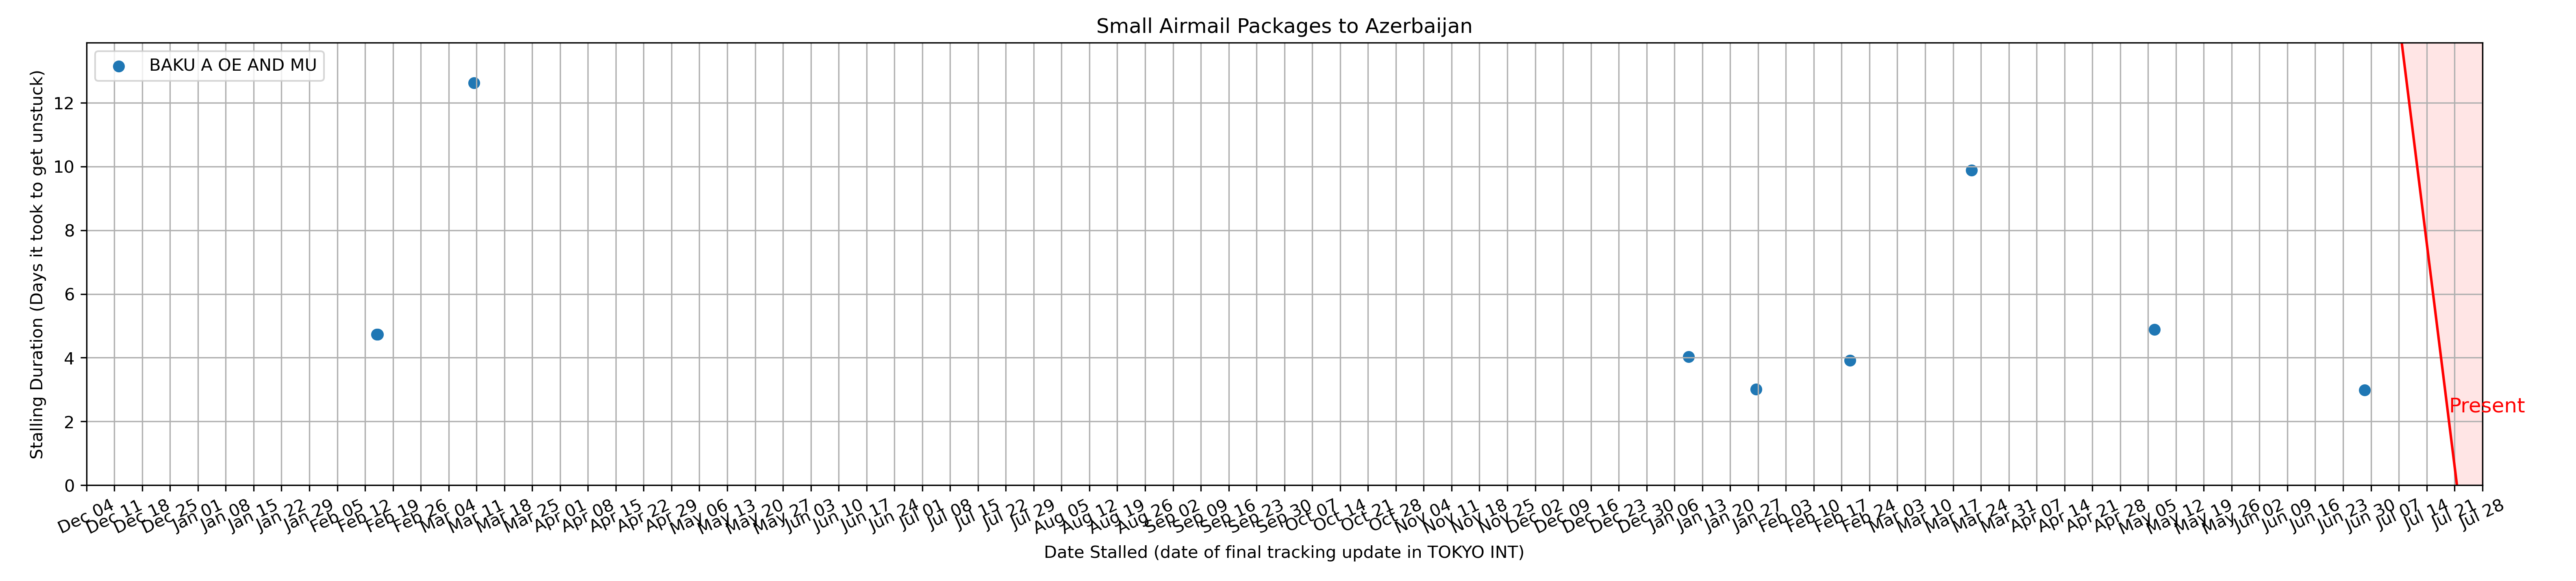 Small Airmail Packages to Azerbaijan
BAKU A OE AND MU
Stalling Duration (Days it took to get unstuck)
12
10
8
6
4
2
0
Present
Dec 04 Dec 11 Dec 18 Dec 25 Jan 01 Jan 08 Jan 15 Jan 22 Jan 29 Feb 05 Feb 12 Feb 19 Feb 26 Mar 04 Mar 11 Mar 18 Mar 25 Apr 01 Apr 08 Apr 15 Apr 22 Apr 29 May 06 May 13 May 20 May 27 Jun 03 Jun 10 Jun 17 Jun 24 Jul 01 Jul 08 Jul 15 Jul 22 Jul 29 Aug 05 Aug 12 Aug 19 Aug 26 Sep 02 Sep 09 Sep 16 Sep 23 Sep 30 Oct 07 Oct 14 Oct 21 Oct 28 Nov 04 Nov 11 Nov 18 Nov 25 Dec 02 Dec 09 Dec 16 Dec 23 Dec 30 Jan 06 Jan 13 Jan 20 Jan 27 Feb 03 Feb 10 Feb 17 Feb 24 Mar 03 Mar 10 Mar 17 Mar 24 Mar 31 Apr 07 Apr 14 Apr 21 Apr 28 May 05 May 12 May 19 May 26 Jun 02 Jun 09 Jun 16 Jun 23 Jun 30 Jul 07 Jul 14 Jul 21 Jul 28
Date Stalled (date of final tracking update in TOKYO INT)